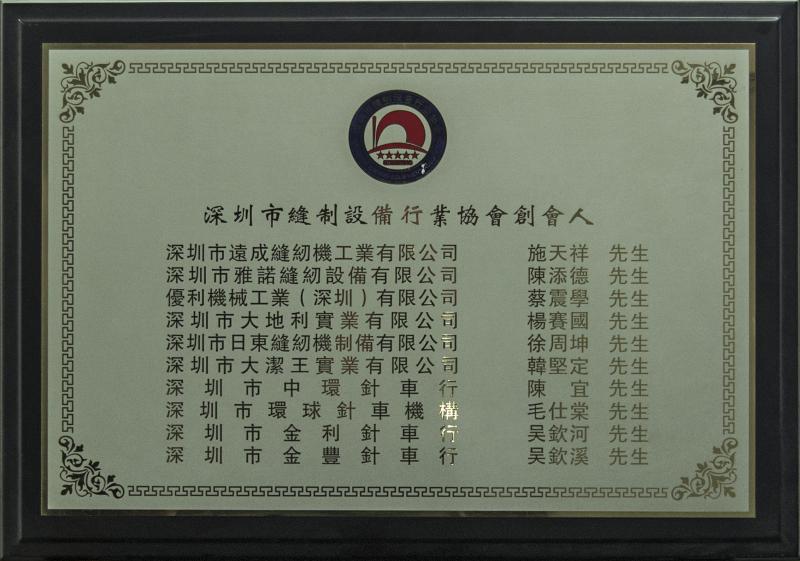 深圳市縫制設備行業協會創會人
深圳市遠成縫紉機工業有限公司 施天祥 先生
深圳市雅諾縫紉設備有限公司 陳添德 先生
優利機械工業（深圳）有限公司 蔡震學 先生
深圳市大地利實業有限公司 楊賽國 先生
深圳市日東縫紉機制備有限公司 徐周坤 先生
深圳市大潔王實業有限公司 韓堅定 先生
深圳市中環針車行 陳宜 先生
深圳市環球針車機構 毛仕棠 先生
深圳市金利針車行 吴欽河 先生
深圳市金豐針車行 吴欽溪 先生